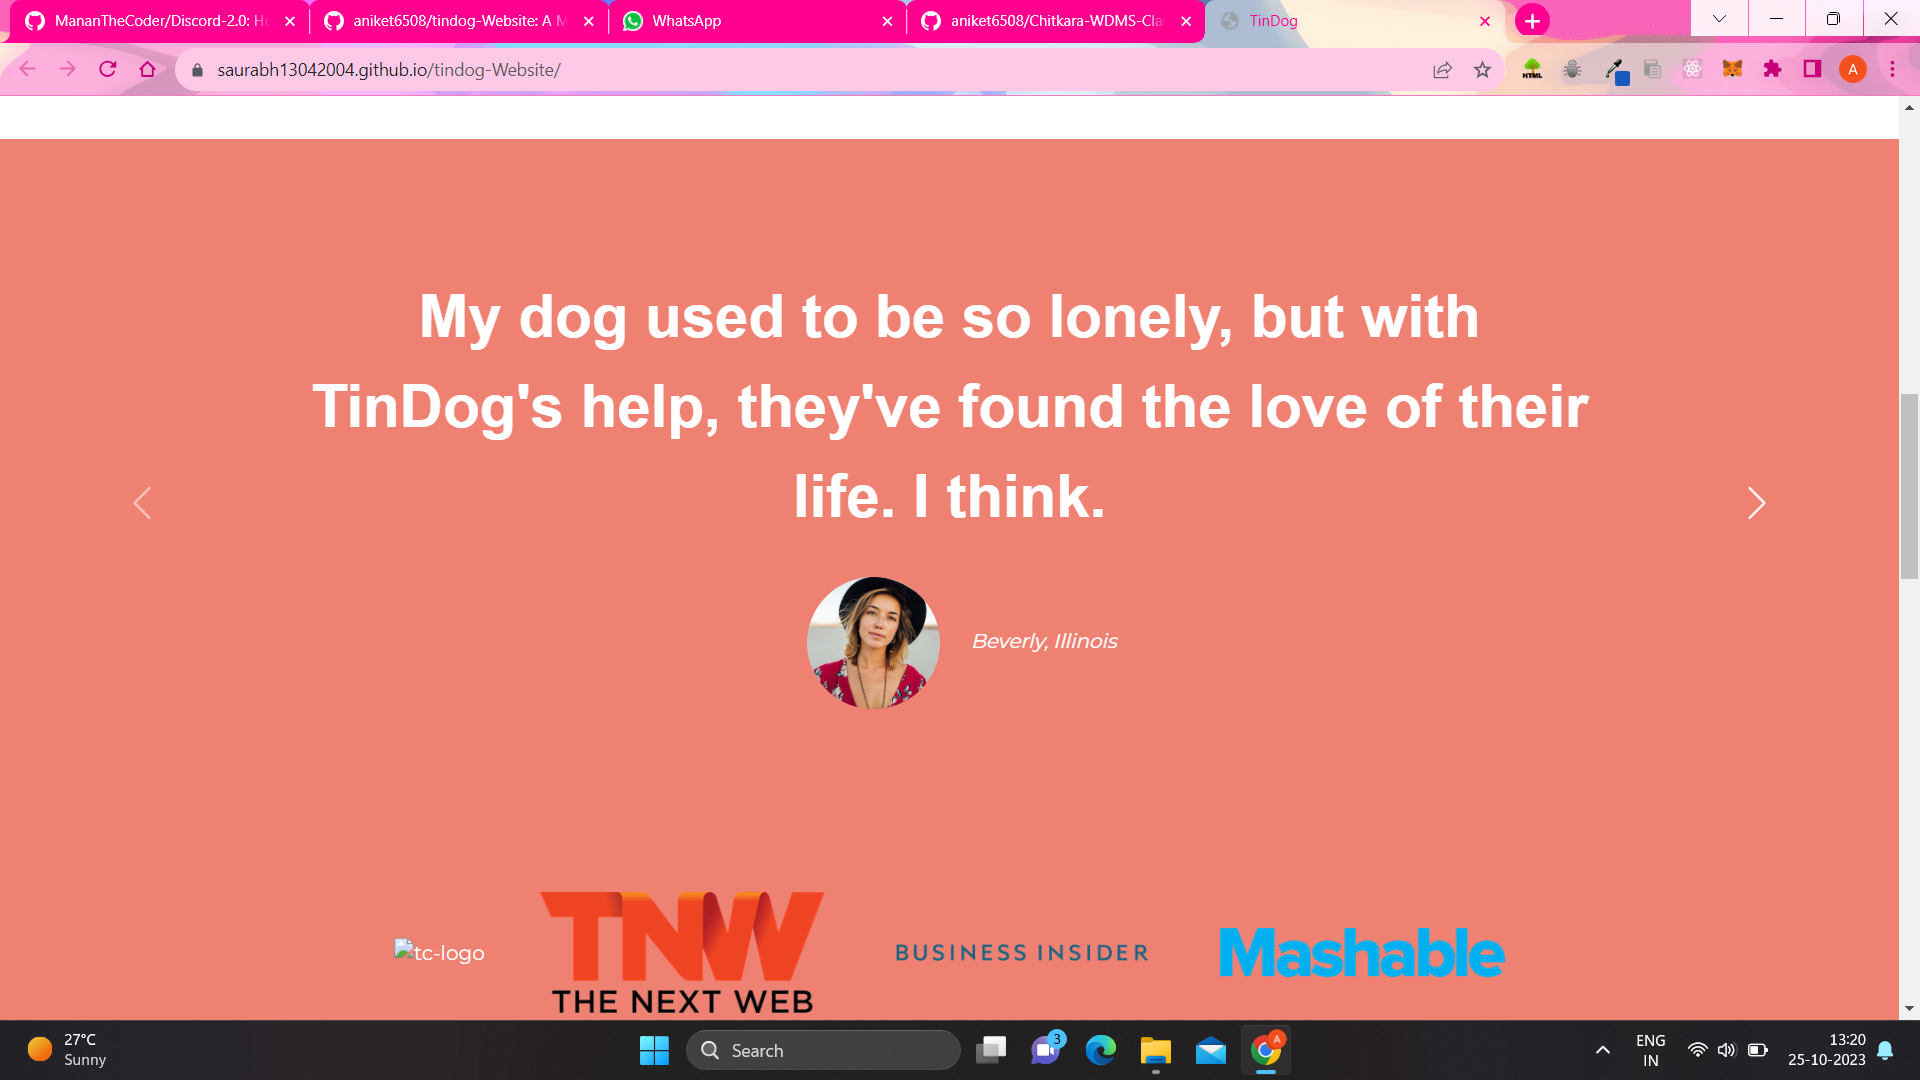 MananTheCoder/Discord-2.0: He
aniket6508/tindog-Website: A M
WhatsApp
aniket6508/Chitkara-WDMS-Cla
TinDog
saurabh13042004.github.io/tindog-Website/
HTML
A
My dog used to be so lonely, but with
TinDog's help, they've found the love of their
life. I think.
Beverly, Illinois
tc-logo
TNW
THE NEXT WEB
BUSINESS INSIDER
Mashable
27°C
Sunny
Search
3
A
ENG
IN
13:20
25-10-2023